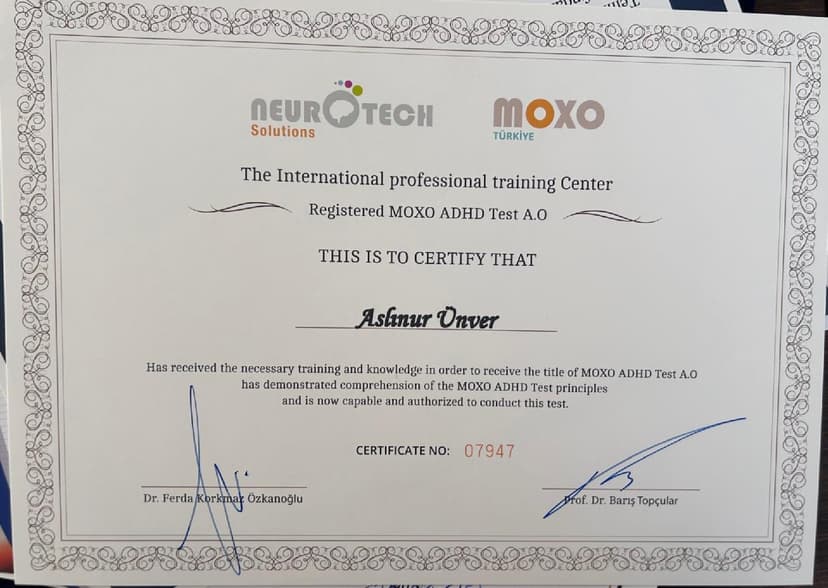 NEUROTECH
Solutions
MOXO
TÜRKİYE
The International professional training Center
Registered MOXO ADHD Test A.O
THIS IS TO CERTIFY THAT
Aslınur Ünver
Has received the necessary training and knowledge in order to receive the title of MOXO ADHD Test A.O
has demonstrated comprehension of the MOXO ADHD Test principles
and is now capable and authorized to conduct this test.
CERTIFICATE NO: 07947
Dr. Ferda Korkmaz Özkanoğlu
Prof. Dr. Barış Topçular